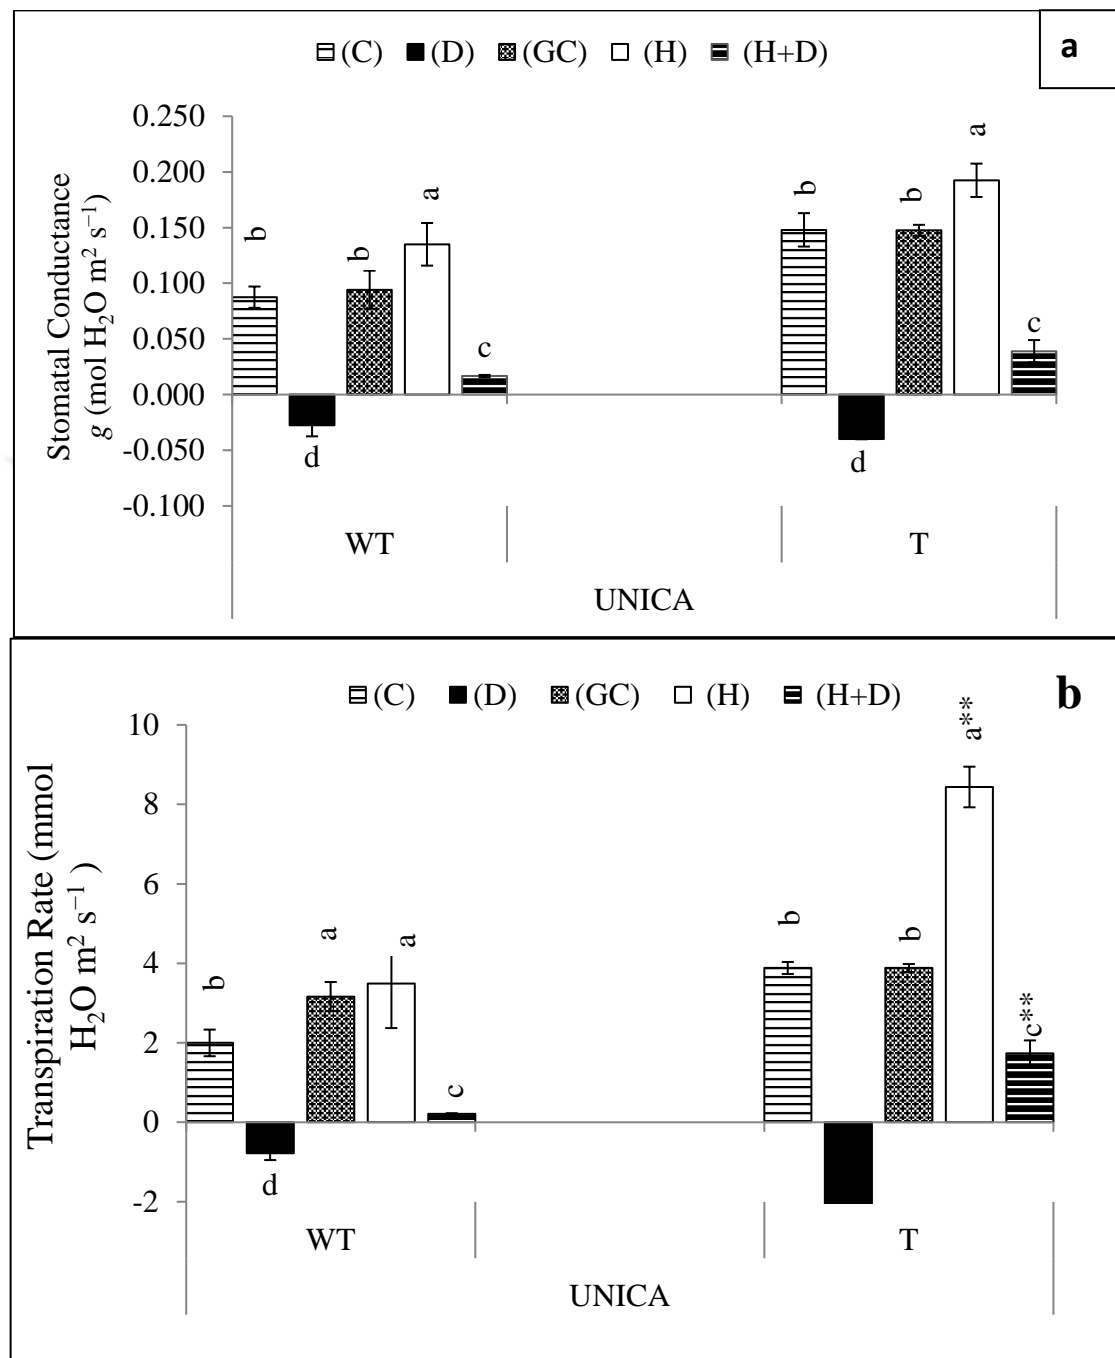 (C) (D) (GC) (H) (H+D)
a
Stomatal Conductance
g (mol H₂O m² s⁻¹)
0.250
0.200
0.150
0.100
0.050
0.000
-0.050
-0.100
b
d
b
a
c
b
d
b
a
c
WT
T
UNICA
(C) (D) (GC) (H) (H+D)
b
Transpiration Rate (mmol
H₂O m² s⁻¹ )
10
8
6
4
2
0
-2
b
d
a
a
c
b
b
a**
c**
WT
T
UNICA